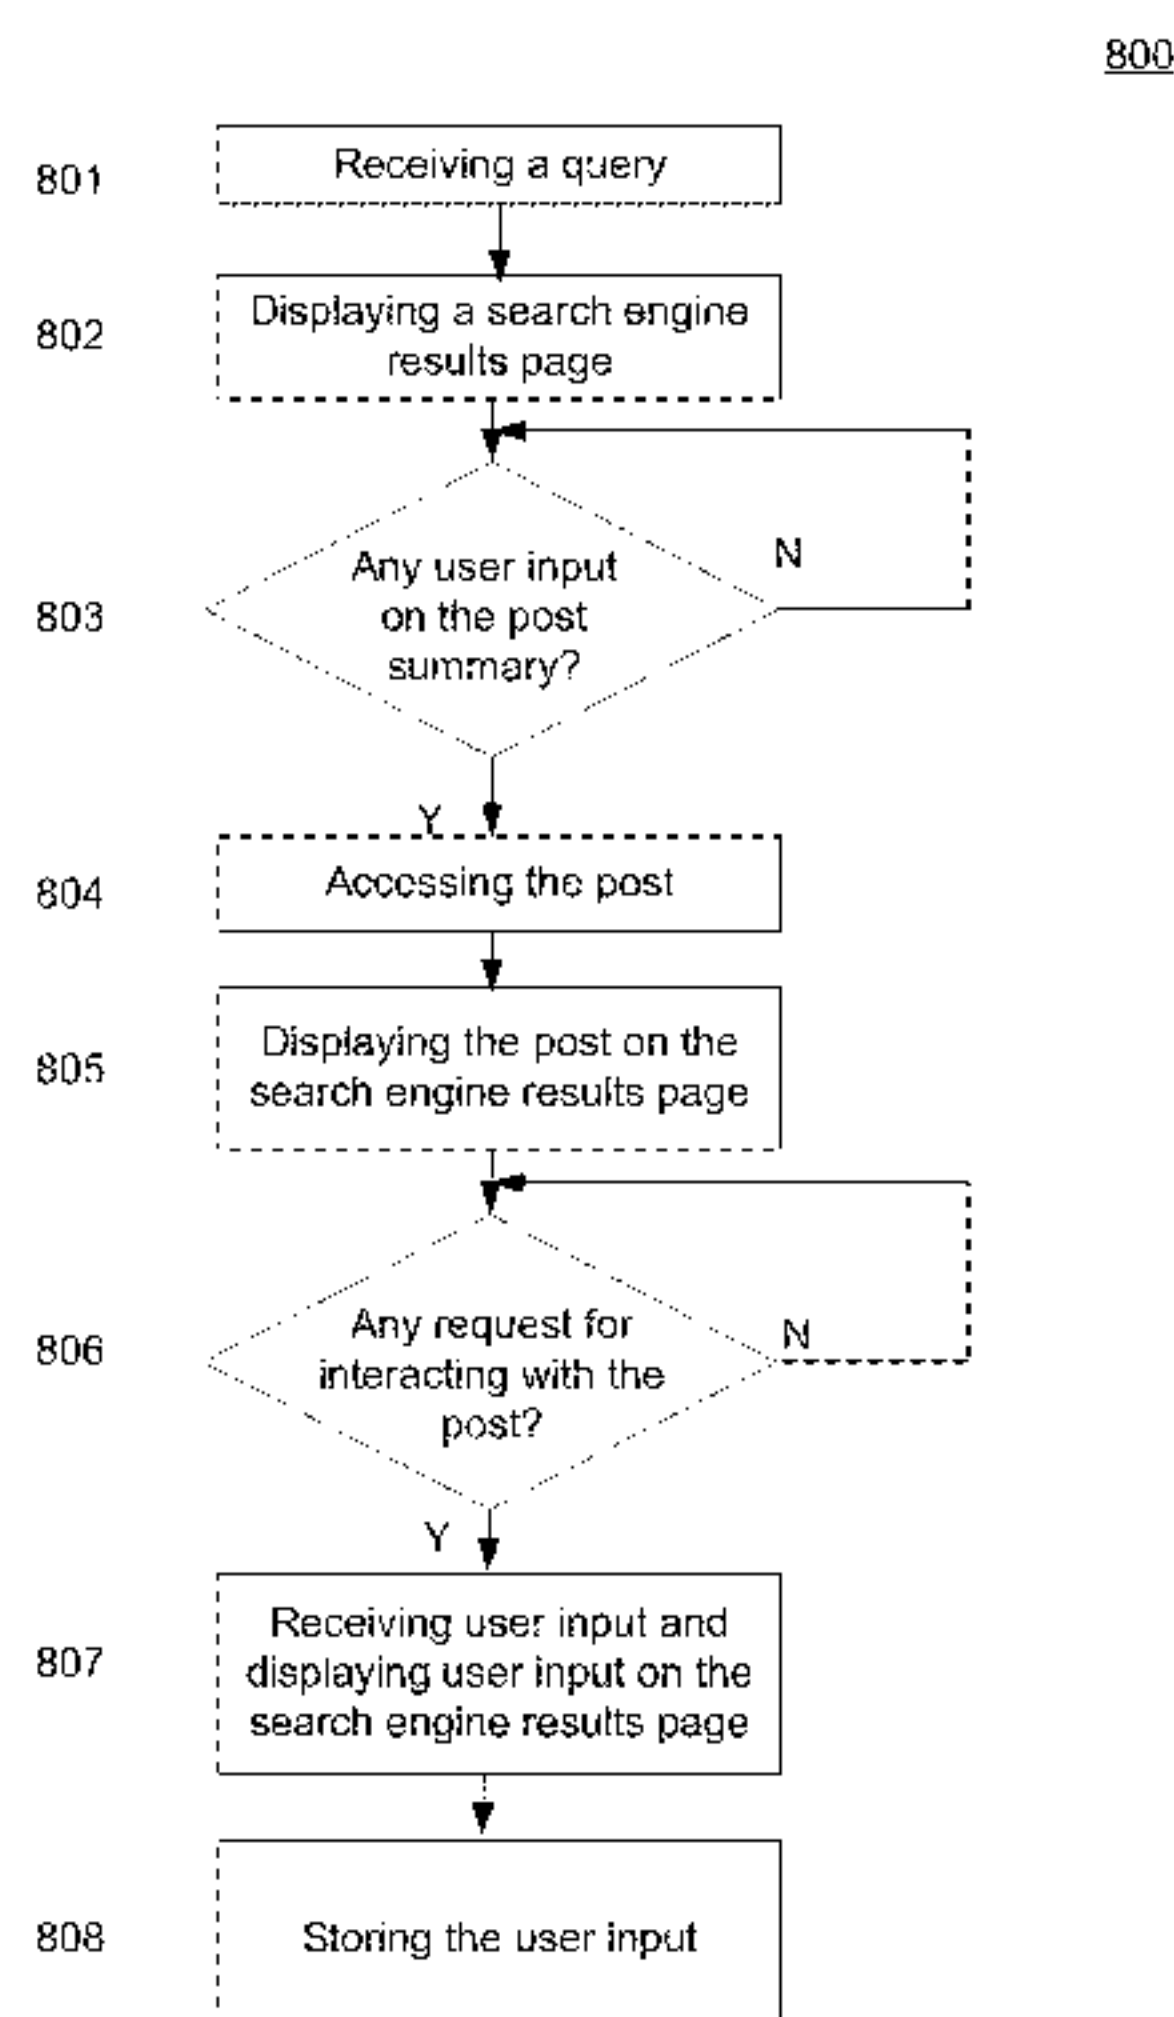 800
801
Receiving a query
802
Displaying a search engine
results page
803
Any user input
on the post
summary?
N
Y
804
Accessing the post
805
Displaying the post on the
search engine results page
806
Any request for
interacting with the
post?
N
Y
807
Receiving user input and
displaying user input on the
search engine results page
808
Storing the user input